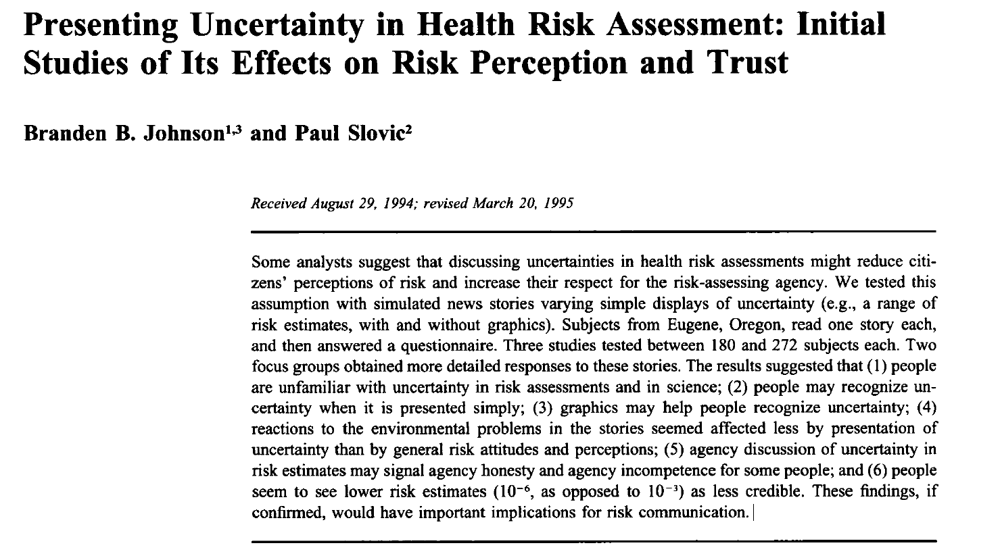 Presenting Uncertainty in Health Risk Assessment: Initial
Studies of Its Effects on Risk Perception and Trust
Branden B. Johnson¹,³ and Paul Slovic²
Received August 29, 1994; revised March 20, 1995
Some analysts suggest that discussing uncertainties in health risk assessments might reduce citi-
zens' perceptions of risk and increase their respect for the risk-assessing agency. We tested this
assumption with simulated news stories varying simple displays of uncertainty (e.g., a range of
risk estimates, with and without graphics). Subjects from Eugene, Oregon, read one story each,
and then answered a questionnaire. Three studies tested between 180 and 272 subjects each. Two
focus groups obtained more detailed responses to these stories. The results suggested that (1) people
are unfamiliar with uncertainty in risk assessments and in science; (2) people may recognize un-
certainty when it is presented simply; (3) graphics may help people recognize uncertainty; (4)
reactions to the environmental problems in the stories seemed affected less by presentation of
uncertainty than by general risk attitudes and perceptions; (5) agency discussion of uncertainty in
risk estimates may signal agency honesty and agency incompetence for some people; and (6) people
seem to see lower risk estimates (10⁻⁶, as opposed to 10⁻³) as less credible. These findings, if
confirmed, would have important implications for risk communication.